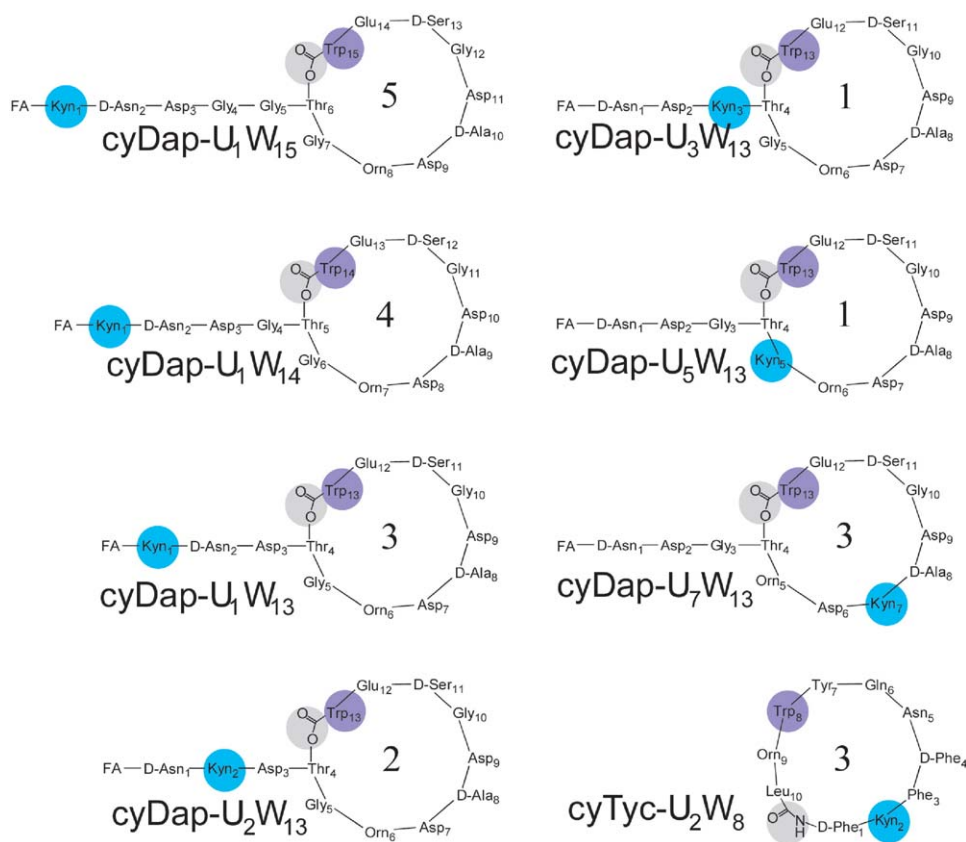 Glu₁₄ D-Ser₁₃
O Trp₁₅ Gly₁₂
O
5 Asp₁₁
FA Kyn₁ D-Asn₂ Asp₃ Gly₄ Gly₅ Thr₆
D-Ala₁₀
Gly₇
Orn₈ Asp₉
cyDap-U₁W₁₅
Glu₁₂ D-Ser₁₁
O Trp₁₃ Gly₁₀
O
1 Asp₉
FA D-Asn₁ Asp₂ Kyn₃ Thr₄
D-Ala₈
Gly₅
Orn₆ Asp₇
cyDap-U₃W₁₃
Glu₁₃ D-Ser₁₂
O Trp₁₄ Gly₁₁
O
4 Asp₁₀
FA Kyn₁ D-Asn₂ Asp₃ Gly₄ Thr₅
D-Ala₉
Gly₆
Orn₇ Asp₈
cyDap-U₁W₁₄
Glu₁₂ D-Ser₁₁
O Trp₁₃ Gly₁₀
O
1 Asp₉
FA D-Asn₁ Asp₂ Gly₃ Thr₄
D-Ala₈
Kyn₅
Orn₆ Asp₇
cyDap-U₅W₁₃
Glu₁₂ D-Ser₁₁
O Trp₁₃ Gly₁₀
O
3 Asp₉
FA Kyn₁ D-Asn₂ Asp₃ Thr₄
D-Ala₈
Gly₅
Orn₆ Asp₇
cyDap-U₁W₁₃
Glu₁₂ D-Ser₁₁
O Trp₁₃ Gly₁₀
O
3 Asp₉
FA D-Asn₁ Asp₂ Gly₃ Thr₄
D-Ala₈
Orn₅
Asp₆ Kyn₇
cyDap-U₇W₁₃
Glu₁₂ D-Ser₁₁
O Trp₁₃ Gly₁₀
O
2 Asp₉
FA D-Asn₁ Kyn₂ Asp₃ Thr₄
D-Ala₈
Gly₅
Orn₆ Asp₇
cyDap-U₂W₁₃
Tyr₇ Gln₆
Trp₈ Asn₅
Orn₉ 3 D-Phe₄
Leu₁₀ Phe₃
O N
H D-Phe₁ Kyn₂
cyTyc-U₂W₈